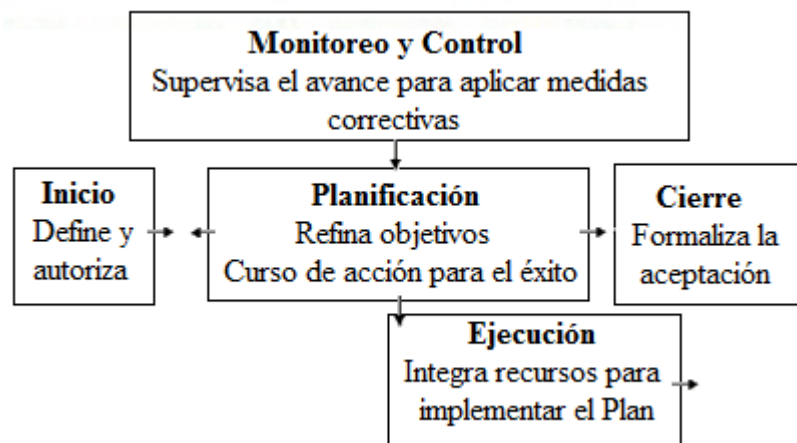 Monitoreo y Control
Supervisa el avance para aplicar medidas
correctivas
Inicio
Define y
autoriza
Planificación
Refina objetivos
Curso de acción para el éxito
Cierre
Formaliza la
aceptación
Ejecución
Integra recursos para
implementar el Plan